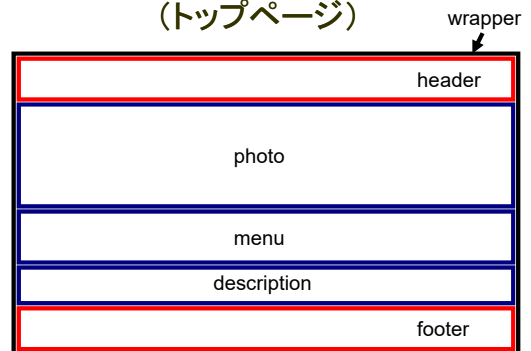 (トップページ)
wrapper
header
photo
menu
description
footer